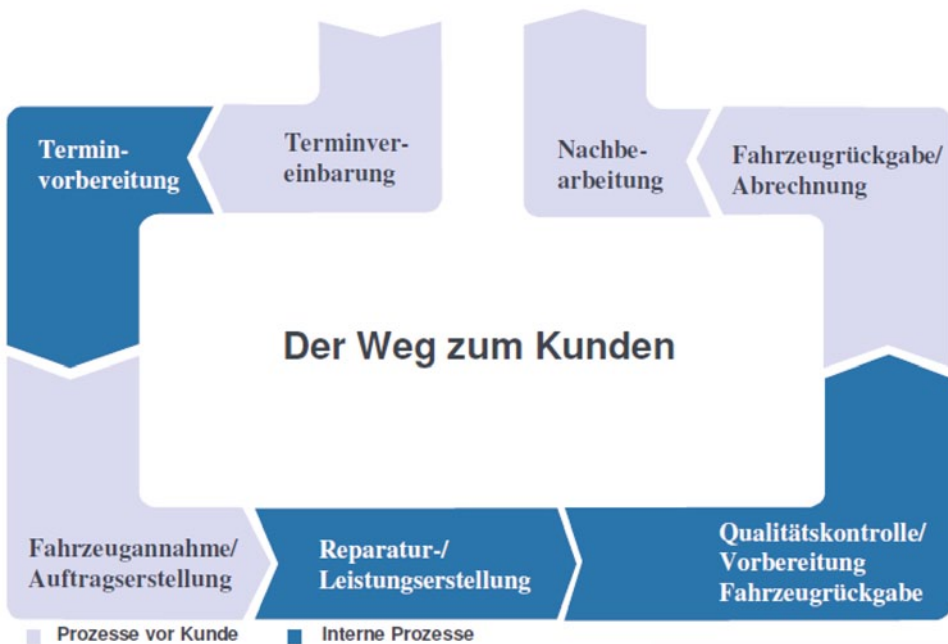 Terminver-
einbarung
Termin-
vorbereitung
Fahrzeugannahme/
Auftragserstellung
Reparatur-/
Leistungserstellung
Qualitätskontrolle/
Vorbereitung
Fahrzeugrückgabe
Fahrzeugrückgabe/
Abrechnung
Nachbe-
arbeitung
Der Weg zum Kunden
Prozesse vor Kunde
Interne Prozesse